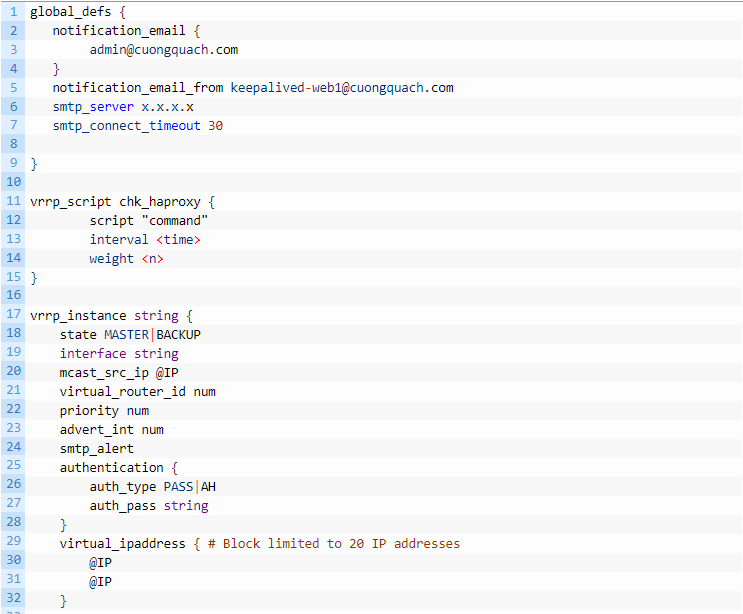 1 global_defs {
2 notification_email {
3 admin@cuongquach.com
4 }
5 notification_email_from keepalived-web1@cuongquach.com
6 smtp_server x.x.x.x
7 smtp_connect_timeout 30
8
9 }
10
11 vrrp_script chk_haproxy {
12 script "command"
13 interval <time>
14 weight <n>
15 }
16
17 vrrp_instance string {
18 state MASTER|BACKUP
19 interface string
20 mcast_src_ip @IP
21 virtual_router_id num
22 priority num
23 advert_int num
24 smtp_alert
25 authentication {
26 auth_type PASS|AH
27 auth_pass string
28 }
29 virtual_ipaddress { # Block limited to 20 IP addresses
30 @IP
31 @IP
32 }